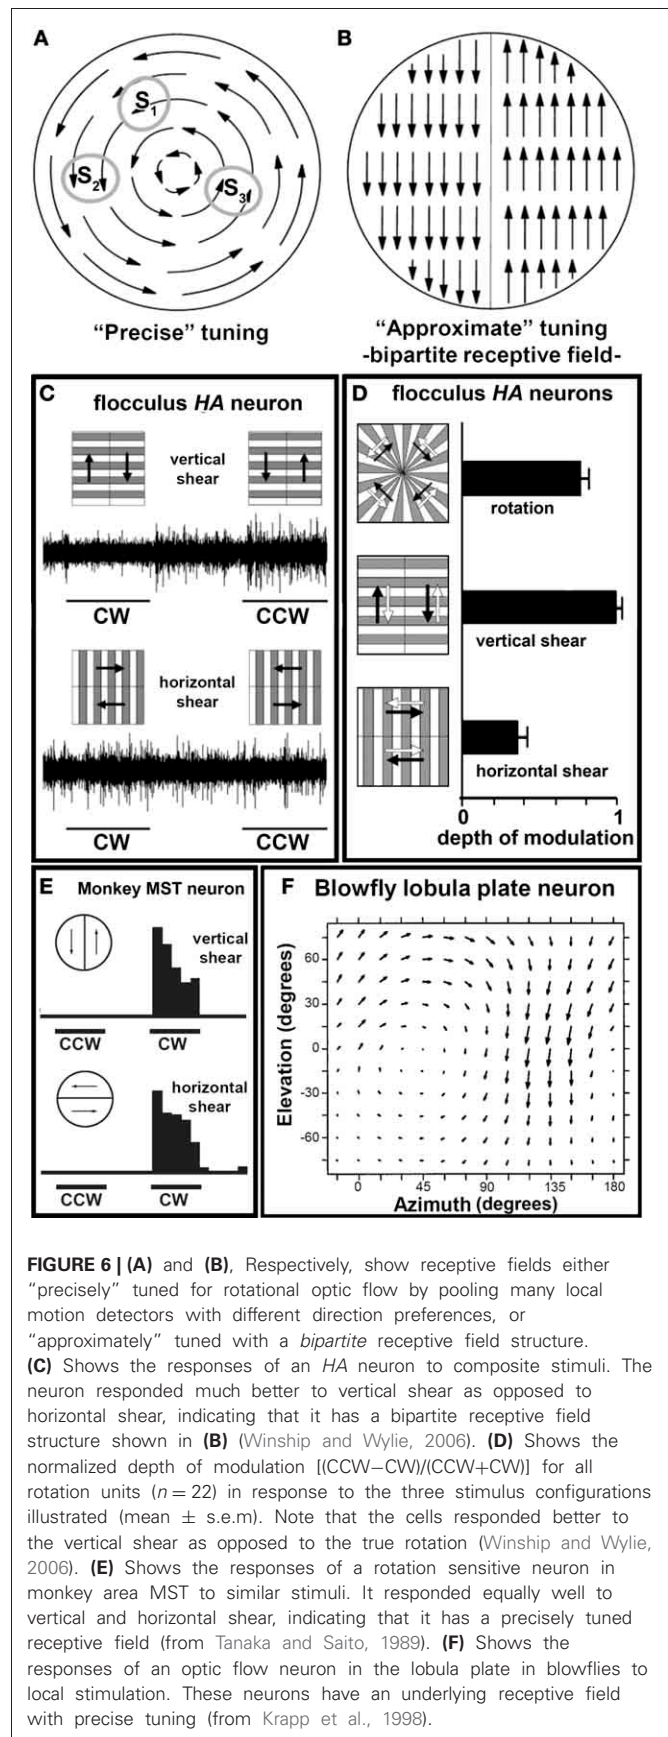 A
B
S1
S2
S3
"Precise" tuning
"Approximate" tuning
-bipartite receptive field-
C
flocculus HA neuron
vertical
shear
CW
CCW
horizontal
shear
CW
CCW
D
flocculus HA neurons
rotation
vertical shear
horizontal shear
0
1
depth of modulation
E
Monkey MST neuron
vertical
shear
CCW
CW
horizontal
shear
CCW
CW
F
Blowfly lobula plate neuron
Elevation (degrees)
60
30
0
-30
-60
0
45
90
135
180
Azimuth (degrees)
FIGURE 6 | (A) and (B), Respectively, show receptive fields either
"precisely" tuned for rotational optic flow by pooling many local
motion detectors with different direction preferences, or
"approximately" tuned with a bipartite receptive field structure.
(C) Shows the responses of an HA neuron to composite stimuli. The
neuron responded much better to vertical shear as opposed to
horizontal shear, indicating that it has a bipartite receptive field
structure shown in (B) (Winship and Wylie, 2006). (D) Shows the
normalized depth of modulation [(CCW−CW)/(CCW+CW)] for all
rotation units (n = 22) in response to the three stimulus configurations
illustrated (mean ± s.e.m). Note that the cells responded better to
the vertical shear as opposed to the true rotation (Winship and Wylie,
2006). (E) Shows the responses of a rotation sensitive neuron in
monkey area MST to similar stimuli. It responded equally well to
vertical and horizontal shear, indicating that it has a precisely tuned
receptive field (from Tanaka and Saito, 1989). (F) Shows the
responses of an optic flow neuron in the lobula plate in blowflies to
local stimulation. These neurons have an underlying receptive field
with precise tuning (from Krapp et al., 1998).